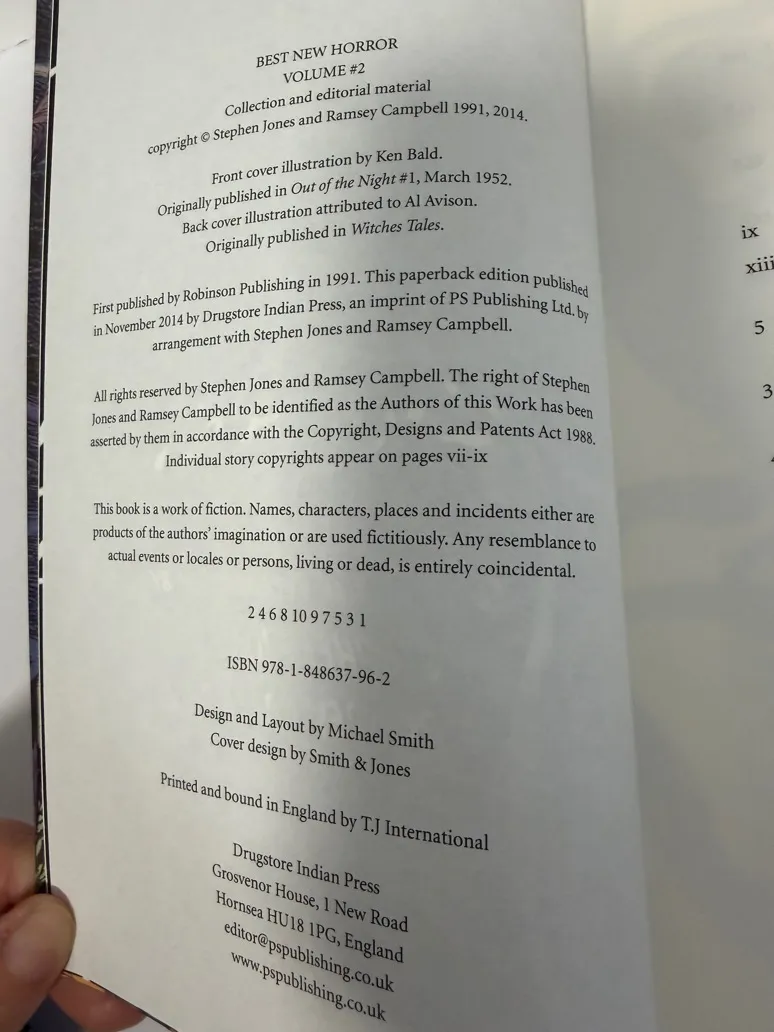 BEST NEW HORROR
VOLUME #2
Collection and editorial material
copyright © Stephen Jones and Ramsey Campbell 1991, 2014.
Front cover illustration by Ken Bald.
Originally published in Out of the Night #1, March 1952.
Back cover illustration attributed to Al Avison.
Originally published in Witches Tales.
First published by Robinson Publishing in 1991. This paperback edition published
in November 2014 by Drugstore Indian Press, an imprint of PS Publishing Ltd. by
arrangement with Stephen Jones and Ramsey Campbell.
All rights reserved by Stephen Jones and Ramsey Campbell. The right of Stephen
Jones and Ramsey Campbell to be identified as the Authors of this Work has been
asserted by them in accordance with the Copyright, Designs and Patents Act 1988.
Individual story copyrights appear on pages vii-ix
This book is a work of fiction. Names, characters, places and incidents either are
products of the authors' imagination or are used fictitiously. Any resemblance to
actual events or locales or persons, living or dead, is entirely coincidental.
2 4 6 8 10 9 7 5 3 1
ISBN 978-1-848637-96-2
Design and Layout by Michael Smith
Cover design by Smith & Jones
Printed and bound in England by T.J International
Drugstore Indian Press
Grosvenor House, 1 New Road
Hornsea HU18 1PG, England
editor@pspublishing.co.uk
www.pspublishing.co.uk
ix
xiii
5
3